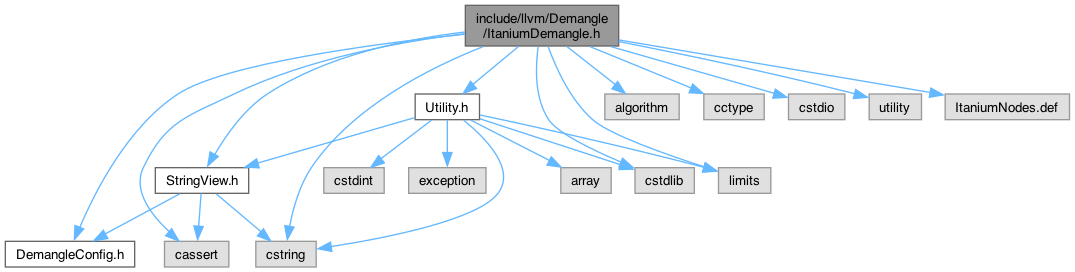 include/llvm/Demangle
/ItaniumDemangle.h
Utility.h
algorithm
cctype
cstdio
utility
ItaniumNodes.def
StringView.h
cstdint
exception
array
cstdlib
limits
DemangleConfig.h
cassert
cstring